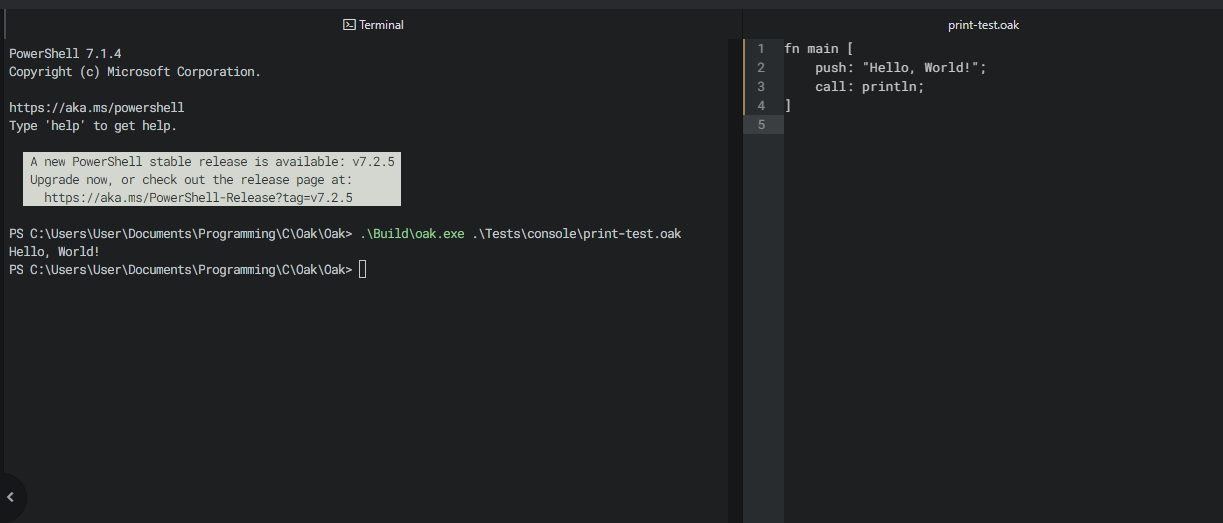 Terminal
PowerShell 7.1.4
Copyright (c) Microsoft Corporation.
https://aka.ms/powershell
Type 'help' to get help.
A new PowerShell stable release is available: v7.2.5
Upgrade now, or check out the release page at:
https://aka.ms/PowerShell-Release?tag=v7.2.5
PS C:\Users\User\Documents\Programming\C\Oak\Oak> .\Build\oak.exe .\Tests\console\print-test.oak
Hello, World!
PS C:\Users\User\Documents\Programming\C\Oak\Oak>
print-test.oak
1 fn main [
2     push: "Hello, World!";
3     call: println;
4 ]
5